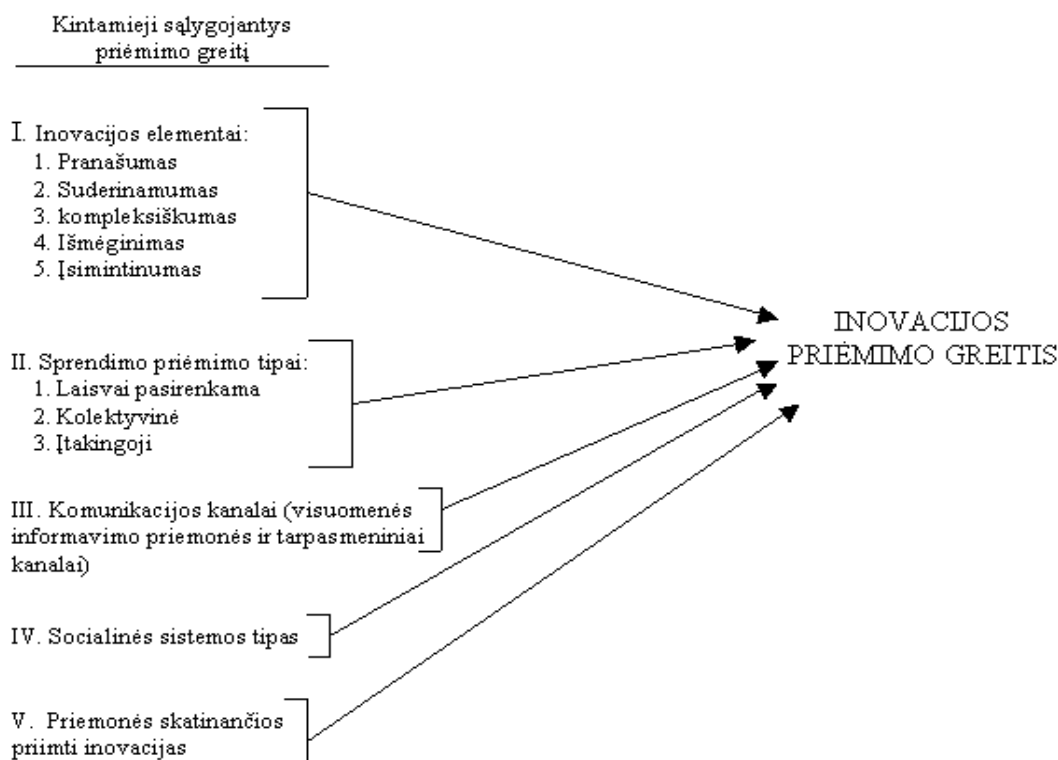 Kintamieji sąlygojantys
priėmimo greitį
I. Inovacijos elementai:
1. Pranašumas
2. Suderinamumas
3. kompleksiškumas
4. Išmėginimas
5. Įsimintinumas
II. Sprendimo priėmimo tipai:
1. Laisvai pasirenkama
2. Kolektyvinė
3. Įtakingoji
III. Komunikacijos kanalai (visuomenės
informavimo priemonės ir tarpasmeniniai
kanalai)
IV. Socialinės sistemos tipas
V. Priemonės skatinančios
priimti inovacijas
INOVACIJOS
PRIĖMIMO GREITIS